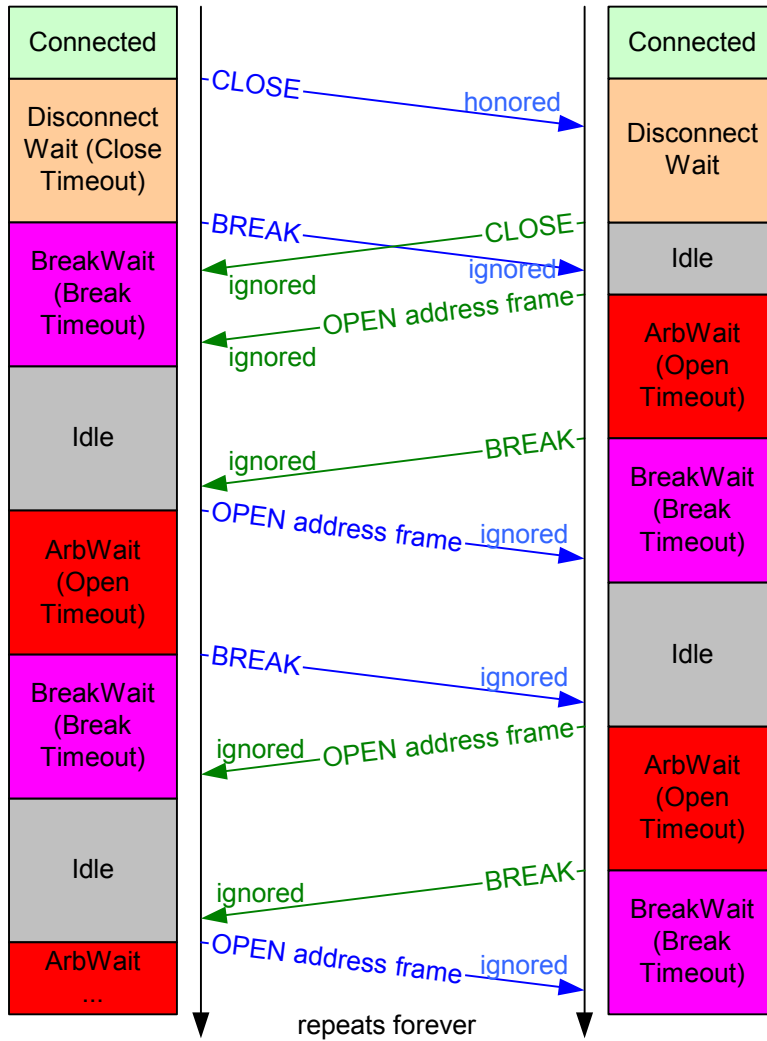 Connected
Connected
CLOSE
honored
Disconnect
Wait (Close
Timeout)
Disconnect
Wait
BREAK
CLOSE
ignored
ignored
BreakWait
(Break
Timeout)
Idle
OPEN address frame
ignored
ArbWait
(Open
Timeout)
Idle
BREAK
ignored
BreakWait
(Break
Timeout)
OPEN address frame
ignored
ArbWait
(Open
Timeout)
BREAK
ignored
Idle
BreakWait
(Break
Timeout)
OPEN address frame
ignored
ArbWait
(Open
Timeout)
Idle
BREAK
ignored
BreakWait
(Break
Timeout)
OPEN address frame
ignored
ArbWait
...
repeats forever